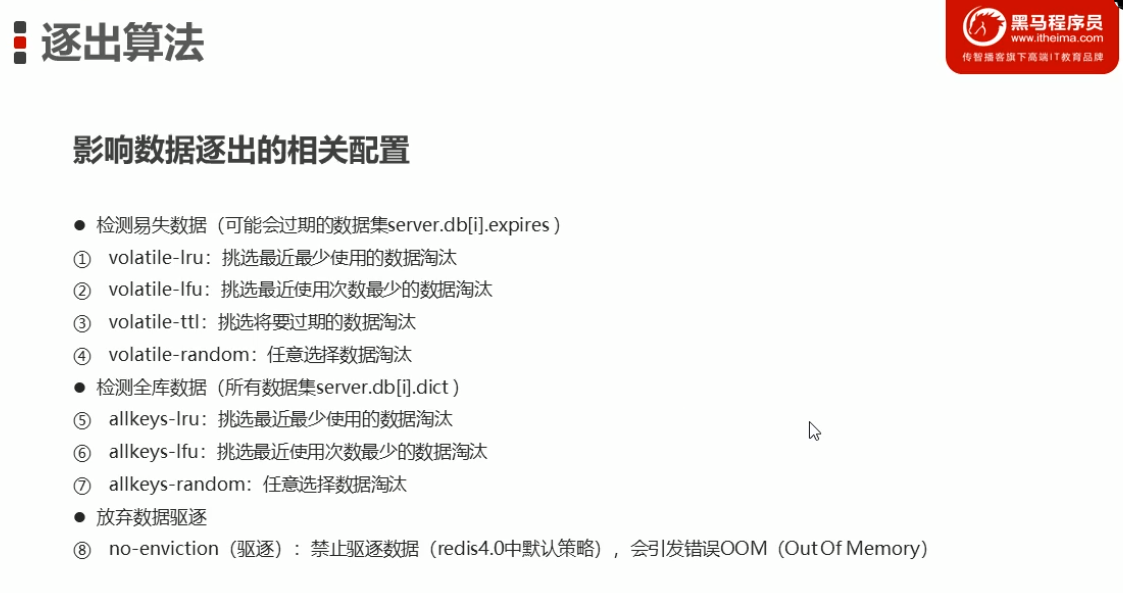 逐出算法
黑马程序员
www.itheima.com
传智播客旗下高端IT教育品牌
影响数据逐出的相关配置
● 检测易失数据（可能会过期的数据集server.db[i].expires ）
① volatile-lru：挑选最近最少使用的数据淘汰
② volatile-lfu：挑选最近使用次数最少的数据淘汰
③ volatile-ttl：挑选将要过期的数据淘汰
④ volatile-random：任意选择数据淘汰
● 检测全库数据（所有数据集server.db[i].dict ）
⑤ allkeys-lru：挑选最近最少使用的数据淘汰
⑥ allkeys-lfu：挑选最近使用次数最少的数据淘汰
⑦ allkeys-random：任意选择数据淘汰
● 放弃数据驱逐
⑧ no-enviction（驱逐）：禁止驱逐数据（redis4.0中默认策略），会引发错误OOM（Out Of Memory）